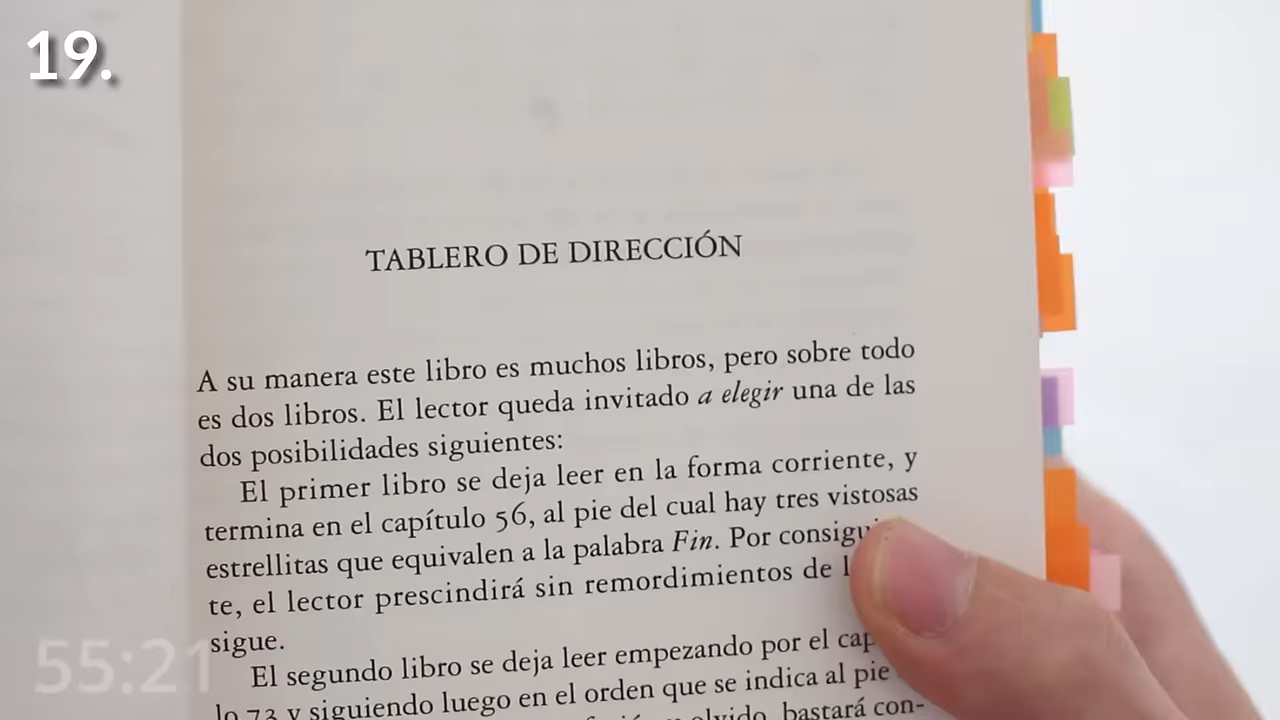 19.
TABLERO DE DIRECCIÓN
A su manera este libro es muchos libros, pero sobre todo
es dos libros. El lector queda invitado a elegir una de las
dos posibilidades siguientes:
El primer libro se deja leer en la forma corriente, y
termina en el capítulo 56, al pie del cual hay tres vistosas
estrellitas que equivalen a la palabra Fin. Por
te, el lector prescindirá sin remordimientos de
sigue.
El segundo libro se deja leer empezando por el
lo 73 y siguiendo luego en el orden que se indica al pie
olvido, bastará con-
55:21